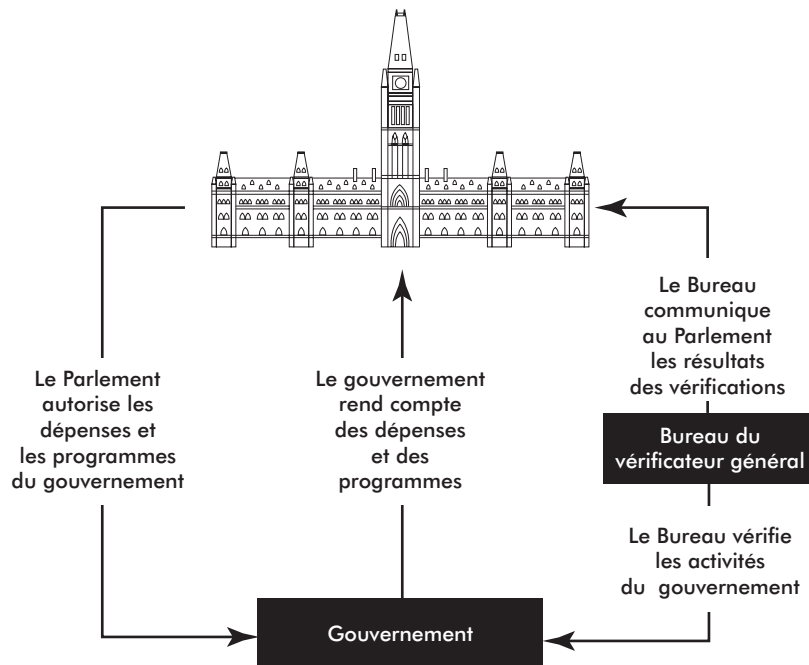 Le Parlement
autorise les
dépenses et
les programmes
du gouvernement
Le gouvernement
rend compte
des dépenses
et des
programmes
Le Bureau
communique
au Parlement
les résultats
des vérifications
Bureau du
vérificateur général
Le Bureau vérifie
les activités
du gouvernement
Gouvernement